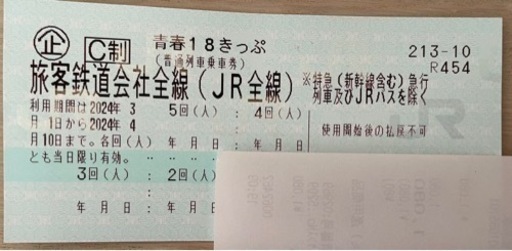 企 C制 青春18きっぷ 213-10
(普通列車乗車券) R454
旅客鉄道会社全線(JR全線) ※特急(新幹線含む)急行
列車及びJRバスを除く
利用期間は2024年 3
月 1日から2024年 4
月10日まで。各回(人)
とも当日限り有効。
5回(人): 4回(人)
月 日: 月 日
使用開始後の払戻不可
3回(人): 2回(人)
年 月 日: 年 月 日
JR